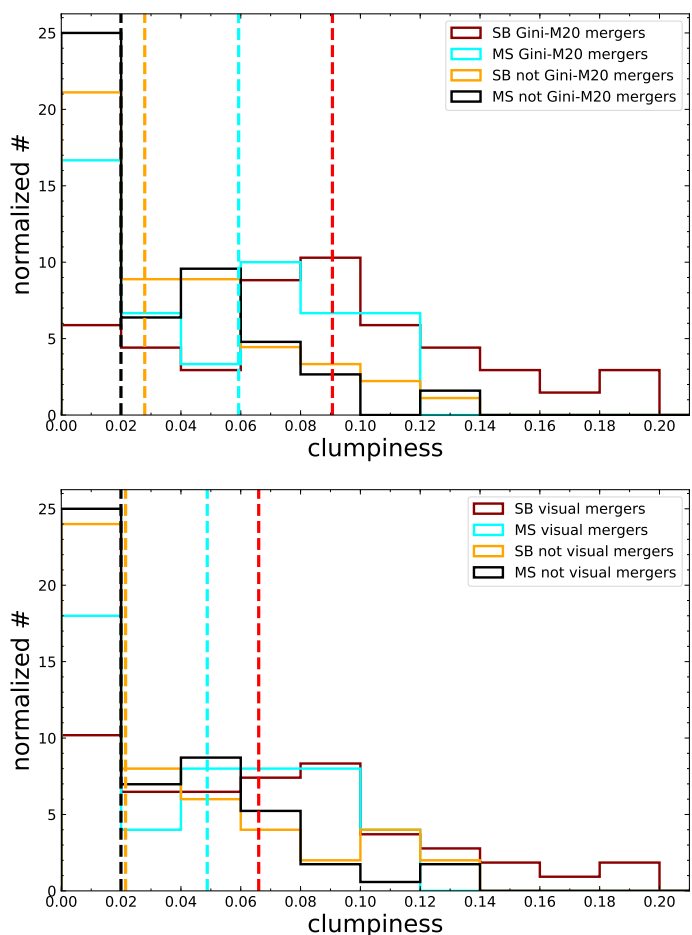 SB Gini-M20 mergers
MS Gini-M20 mergers
SB not Gini-M20 mergers
MS not Gini-M20 mergers
25
20
15
10
5
0
normalized #
0.00 0.02 0.04 0.06 0.08 0.10 0.12 0.14 0.16 0.18 0.20
clumpiness
SB visual mergers
MS visual mergers
SB not visual mergers
MS not visual mergers
25
20
15
10
5
0
normalized #
0.00 0.02 0.04 0.06 0.08 0.10 0.12 0.14 0.16 0.18 0.20
clumpiness